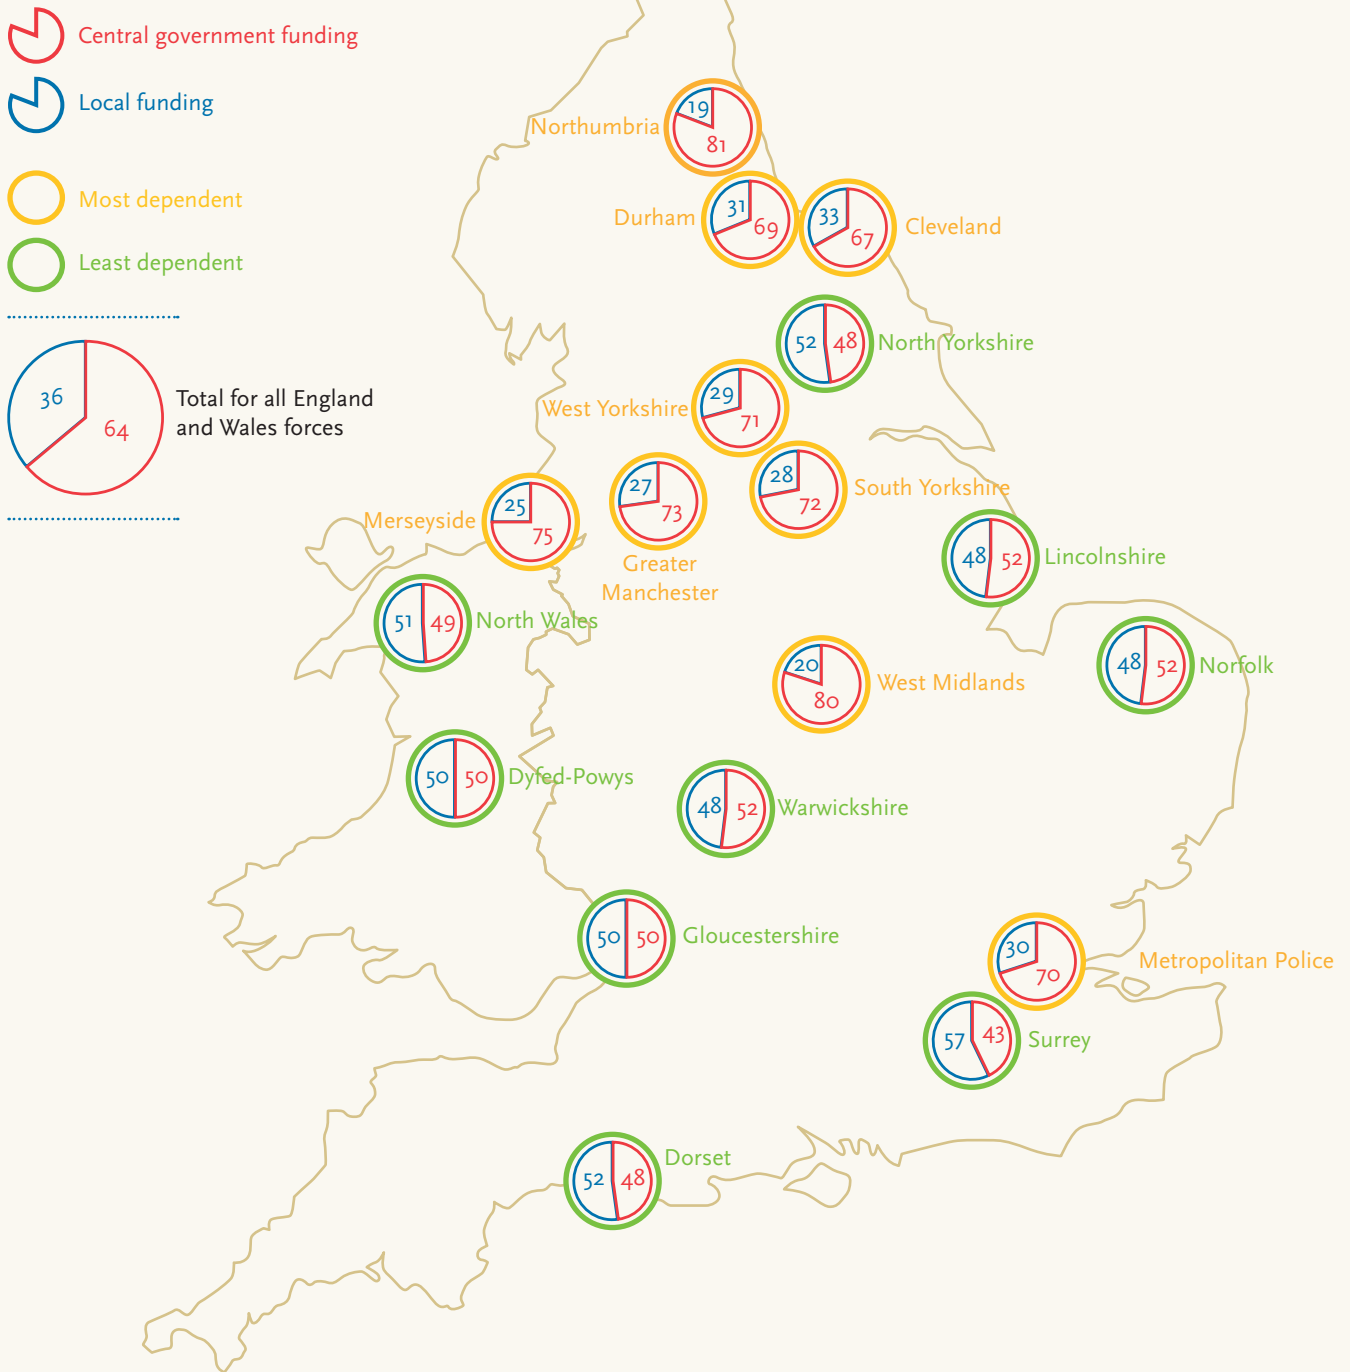 Central government funding
Local funding
Most dependent
Least dependent
36
64
Total for all England
and Wales forces
19
Northumbria
81
31
Durham
69
33
Cleveland
67
52
48
North Yorkshire
29
West Yorkshire
71
28
South Yorkshire
72
27
73
Greater
Manchester
25
Merseyside
75
48
52
Lincolnshire
51
49
North Wales
48
52
Norfolk
20
West Midlands
80
50
50
Dyfed-Powys
48
52
Warwickshire
50
50
Gloucestershire
30
Metropolitan Police
70
57
43
Surrey
Dorset
52
48